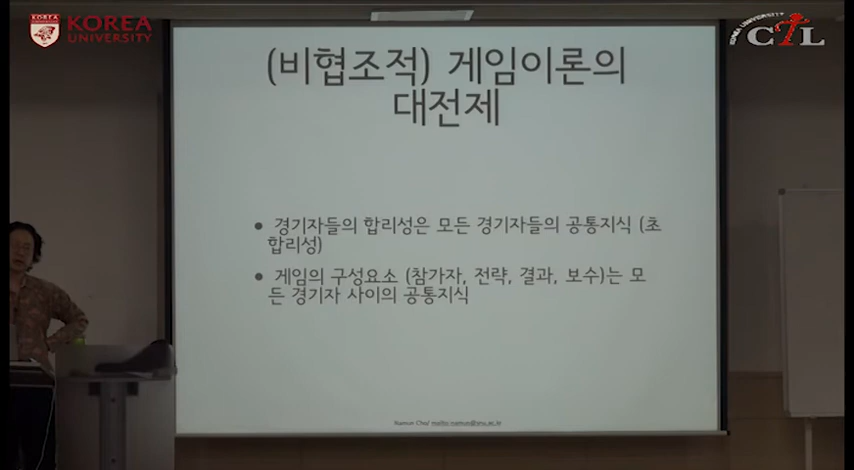 KOREA
UNIVERSITY
KOREA UNIVERSITY
CTL
(비협조적) 게임이론의
대전제
• 경기자들의 합리성은 모든 경기자들의 공통지식 (초
합리성)
• 게임의 구성요소 (참가자, 전략, 결과, 보수)는 모
든 경기자 사이의 공통지식